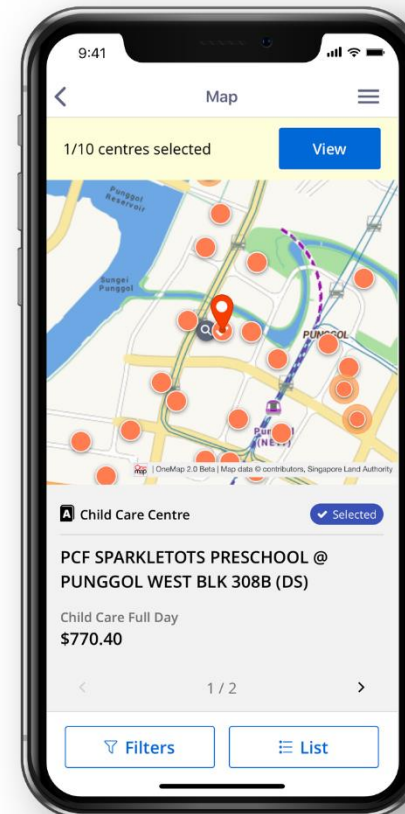 9:41
Map
1/10 centres selected
View
Punggol
Reservoir
Sungei
Punggol
PUNGGOL
(NE
Map
| OneMap 2.0 Beta | Map data © contributors, Singapore Land Authority
A Child Care Centre
Selected
PCF SPARKLETOTS PRESCHOOL @
PUNGGOL WEST BLK 308B (DS)
Child Care Full Day
$770.40
1 / 2
Filters
List